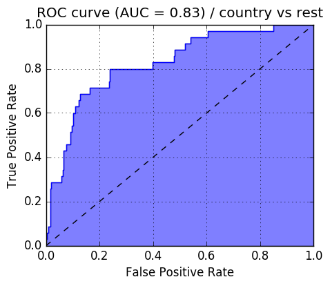 ROC curve (AUC = 0.83) / country vs rest
1.0
0.8
0.6
0.4
0.2
0.0
True Positive Rate
0.0 0.2 0.4 0.6 0.8 1.0
False Positive Rate